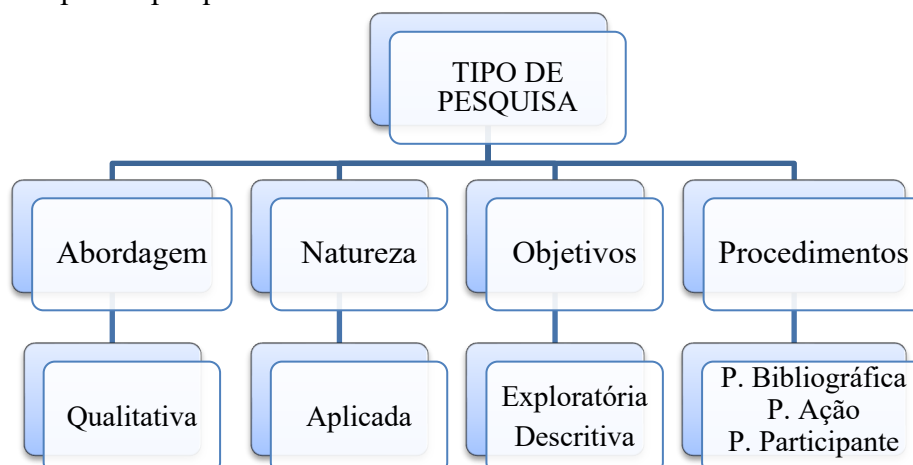 TIPO DE
PESQUISA
Abordagem
Natureza
Objetivos
Procedimentos
Qualitativa
Aplicada
Exploratória
Descritiva
P. Bibliográfica
P. Ação
P. Participante